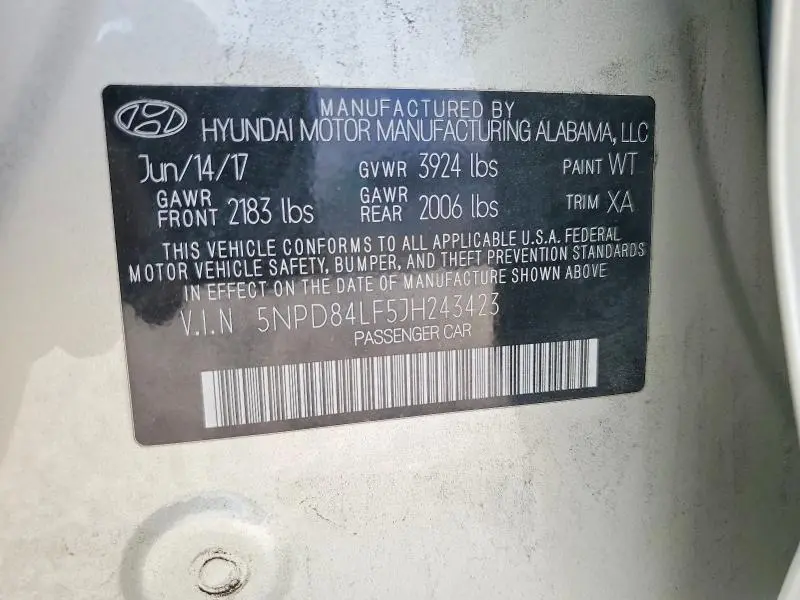 MANUFACTURED BY
HYUNDAI MOTOR MANUFACTURING ALABAMA, LLC
Jun/14/17 GVWR 3924 lbs PAINT WT
GAWR FRONT 2183 lbs GAWR REAR 2006 lbs TRIM XA
THIS VEHICLE CONFORMS TO ALL APPLICABLE U.S.A. FEDERAL
MOTOR VEHICLE SAFETY, BUMPER, AND THEFT PREVENTION STANDARDS
IN EFFECT ON THE DATE OF MANUFACTURE SHOWN ABOVE
V.I.N 5NPD84LF5JH243423
PASSENGER CAR